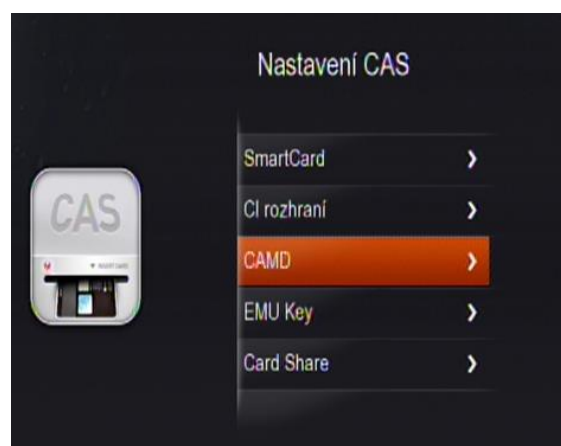 Nastavení CAS
SmartCard
CI rozhraní
CAS
CAMD
EMU Key
Card Share